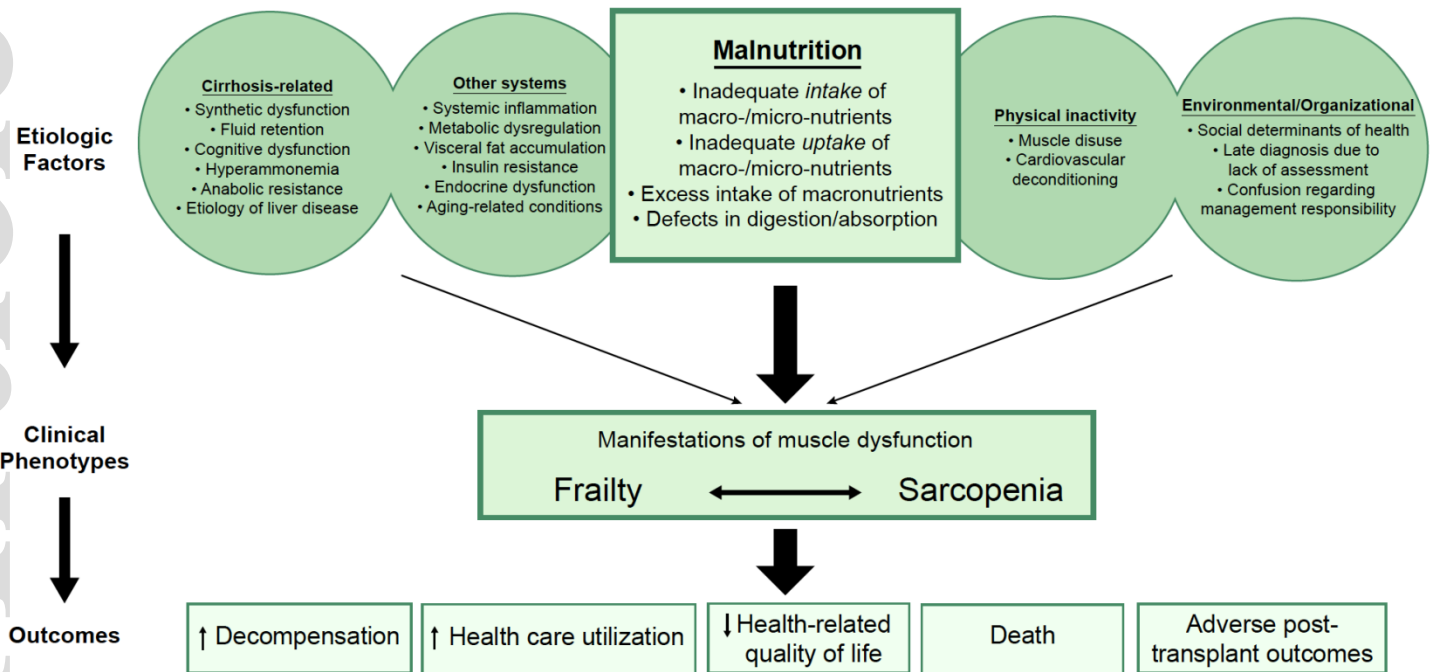 Etiologic
Factors
Cirrhosis-related
• Synthetic dysfunction
• Fluid retention
• Cognitive dysfunction
• Hyperammonemia
• Anabolic resistance
• Etiology of liver disease
Other systems
• Systemic inflammation
• Metabolic dysregulation
• Visceral fat accumulation
• Insulin resistance
• Endocrine dysfunction
• Aging-related conditions
Malnutrition
• Inadequate intake of
macro-/micro-nutrients
• Inadequate uptake of
macro-/micro-nutrients
• Excess intake of macronutrients
• Defects in digestion/absorption
Physical inactivity
• Muscle disuse
• Cardiovascular
deconditioning
Environmental/Organizational
• Social determinants of health
• Late diagnosis due to
lack of assessment
• Confusion regarding
management responsibility
Clinical
Phenotypes
Manifestations of muscle dysfunction
Frailty ↔ Sarcopenia
Outcomes
↑ Decompensation
↑ Health care utilization
↓ Health-related
quality of life
Death
Adverse post-
transplant outcomes